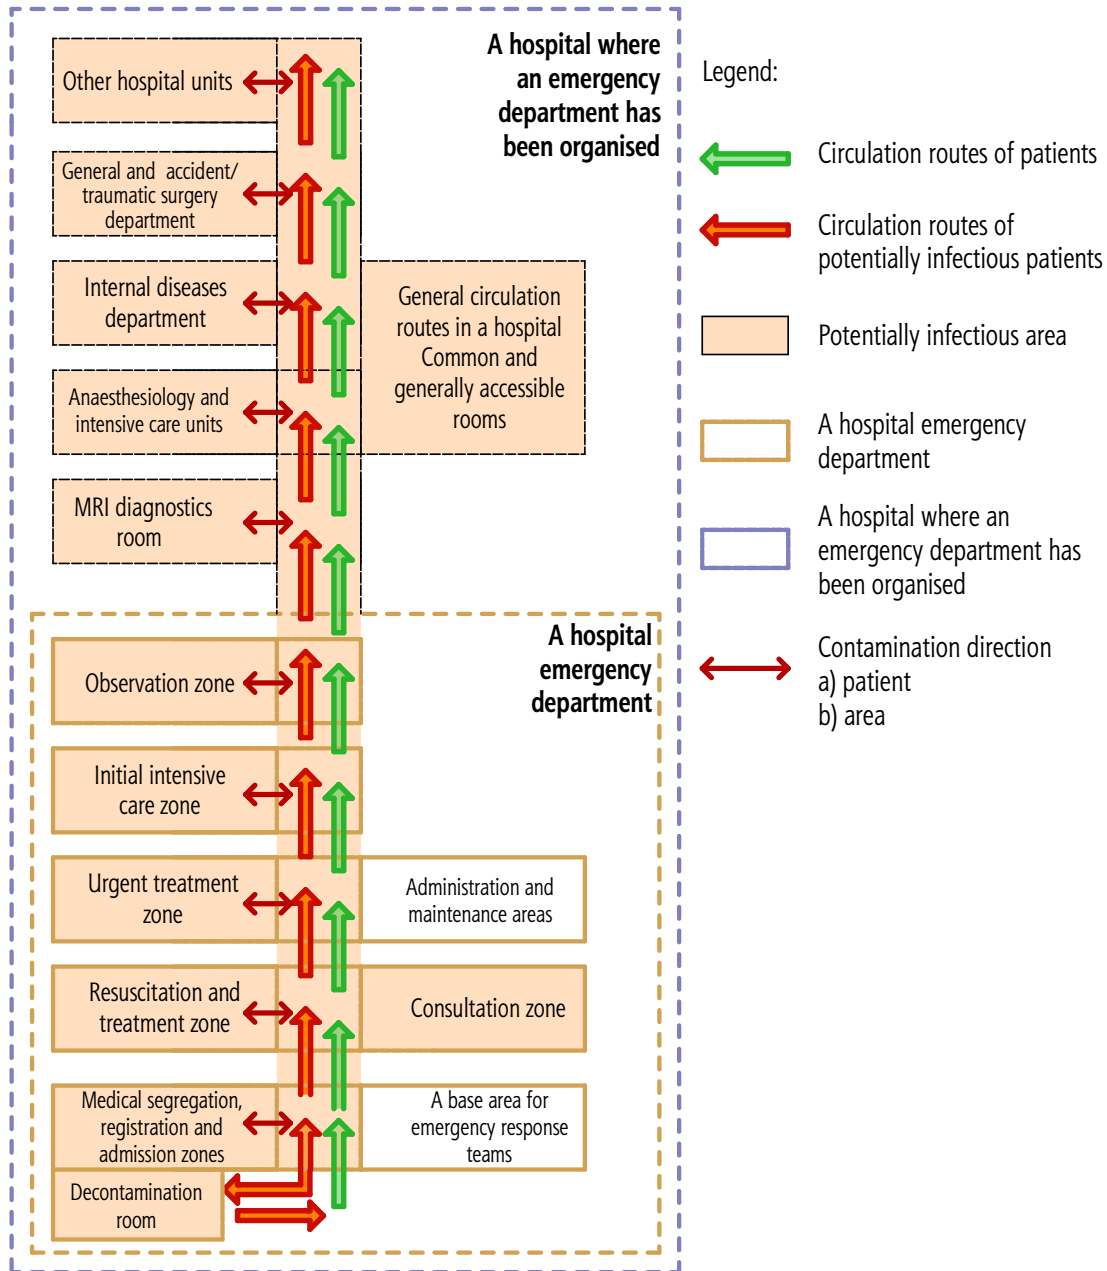 A hospital where
an emergency
department has
been organised
Other hospital units
General and accident/
traumatic surgery
department
Internal diseases
department
General circulation
routes in a hospital
Common and
generally accessible
rooms
Anaesthesiology and
intensive care units
MRI diagnostics
room
A hospital
emergency
department
Observation zone
Initial intensive
care zone
Urgent treatment
zone
Administration and
maintenance areas
Resuscitation and
treatment zone
Consultation zone
Medical segregation,
registration and
admission zones
A base area for
emergency response
teams
Decontamination
room
Legend:
Circulation routes of patients
Circulation routes of
potentially infectious patients
Potentially infectious area
A hospital emergency
department
A hospital where an
emergency department has
been organised
Contamination direction
a) patient
b) area